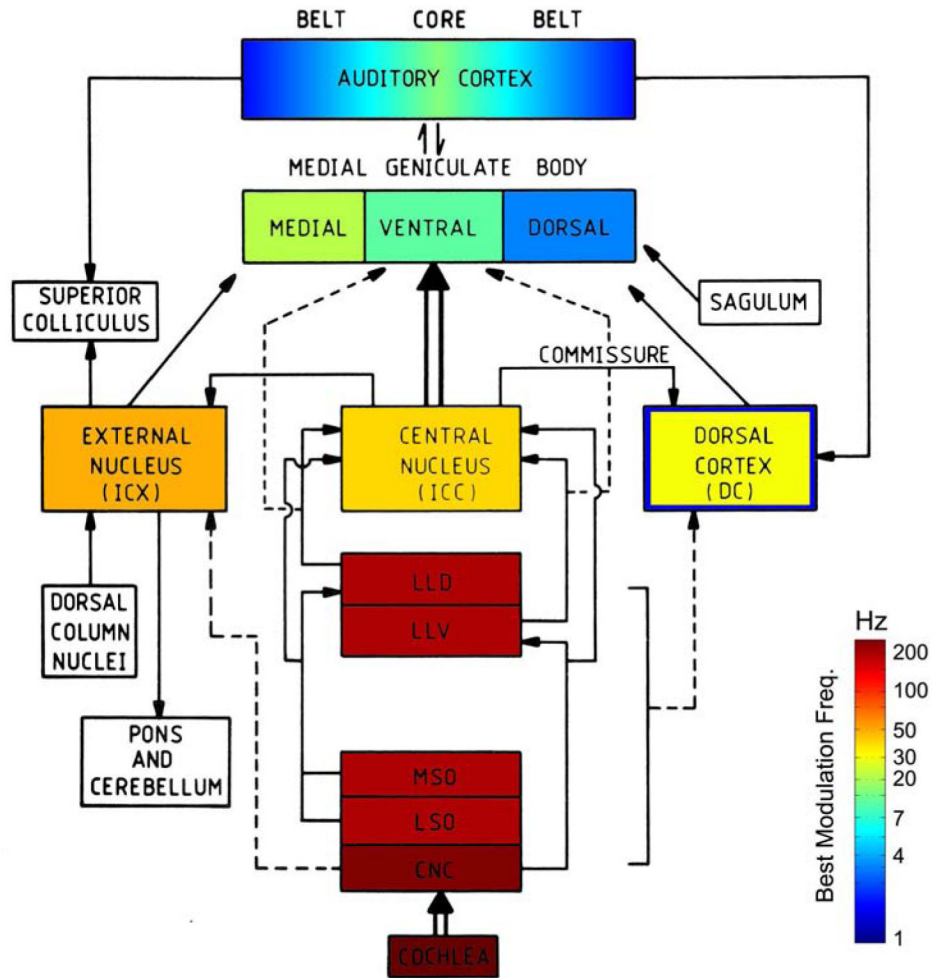 BELT CORE BELT
AUDITORY CORTEX
MEDIAL GENICULATE BODY
MEDIAL VENTRAL DORSAL
SUPERIOR
COLLICULUS
SAGULUM
COMMISSURE
EXTERNAL
NUCLEUS
(ICX)
CENTRAL
NUCLEUS
(ICC)
DORSAL
CORTEX
(DC)
LLD
LLV
DORSAL
COLUMN
NUCLEI
PONS
AND
CEREBELLUM
MSO
LSO
CNC
COCHLEA
Hz
200
100
50
30
20
7
4
1
Best Modulation Freq.